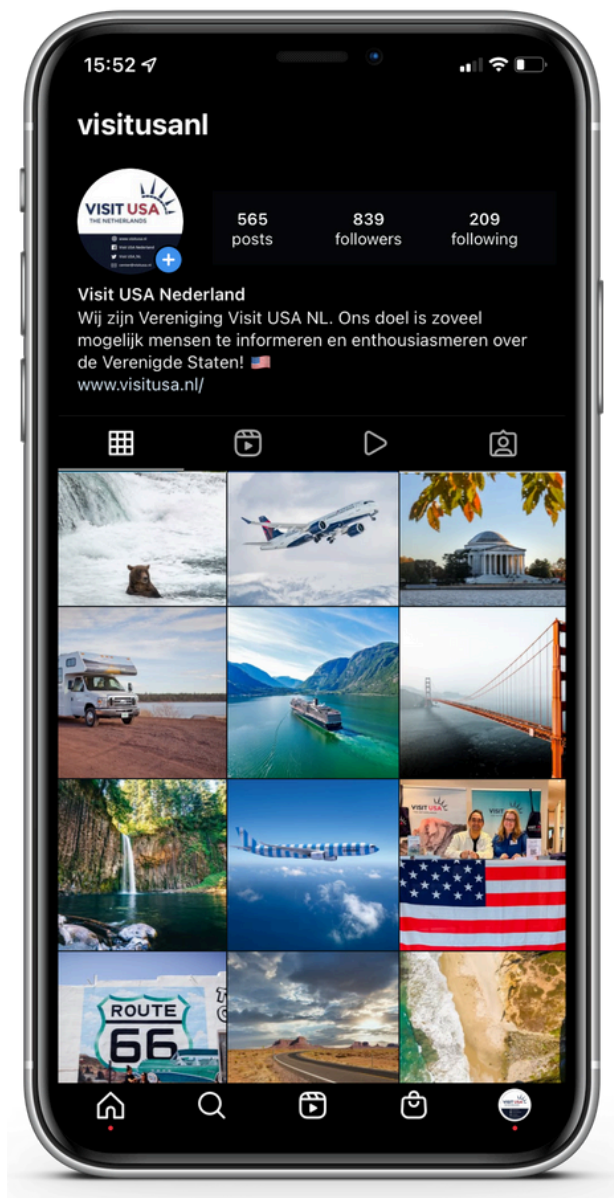 15:52
visitusanl
VISIT USA
THE NETHERLANDS
565
posts
839
followers
209
following
Visit USA Nederland
Wij zijn Vereniging Visit USA NL. Ons doel is zoveel
mogelijk mensen te informeren en enthousiasmeren over
de Verenigde Staten! 🇺🇸
www.visitusa.nl/
VISIT USA
VISIT
ROUTE
66